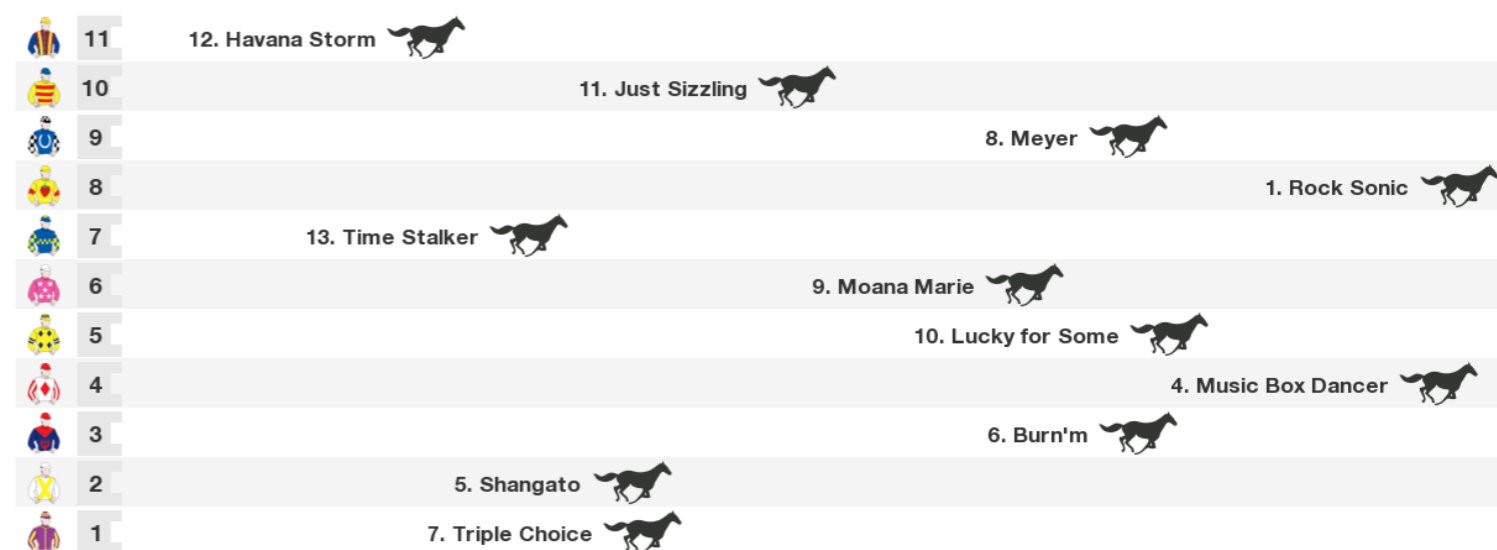 11 12. Havana Storm
10 11. Just Sizzling
9 8. Meyer
8 1. Rock Sonic
7 13. Time Stalker
6 9. Moana Marie
5 10. Lucky for Some
4 4. Music Box Dancer
3 6. Burn'm
2 5. Shangato
1 7. Triple Choice